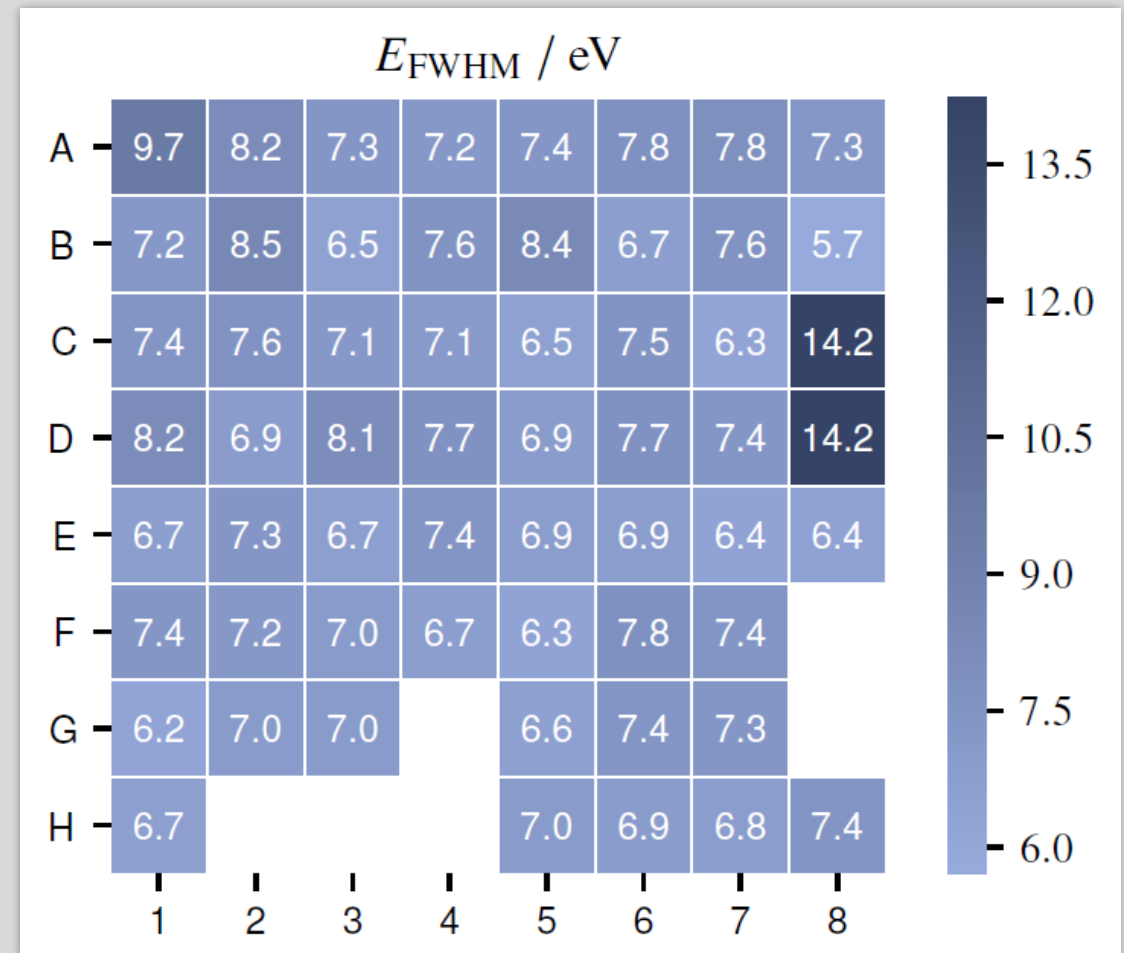 E_FWHM / eV
A 9.7 8.2 7.3 7.2 7.4 7.8 7.8 7.3
B 7.2 8.5 6.5 7.6 8.4 6.7 7.6 5.7
C 7.4 7.6 7.1 7.1 6.5 7.5 6.3 14.2
D 8.2 6.9 8.1 7.7 6.9 7.7 7.4 14.2
E 6.7 7.3 6.7 7.4 6.9 6.9 6.4 6.4
F 7.4 7.2 7.0 6.7 6.3 7.8 7.4
G 6.2 7.0 7.0 6.6 7.4 7.3
H 6.7 7.0 6.9 6.8 7.4
1 2 3 4 5 6 7 8
13.5
12.0
10.5
9.0
7.5
6.0